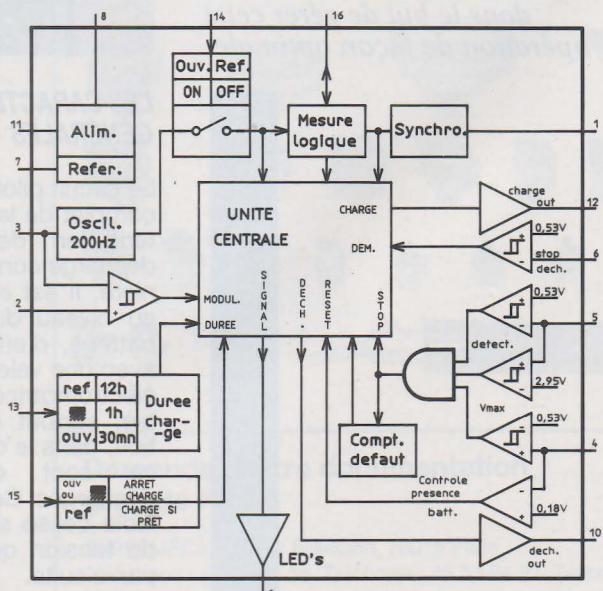 dans le but de gérer cette
opération de façon optimale
8
14
16
Ouv. Ref.
ON OFF
11
Alim.
Mesure
logique
Synchro.
1
7
Refer.
3
Oscil.
200Hz
UNITE
CENTRALE
CHARGE
charge
out
12
DEM.
0,53V
stop
dech.
6
2
MODUL.
DUREE
SIGNAL
DECH.
RESET
STOP
0,53V
5
detect.
2,95V
13
ref 12h
1h
ouv. 30mn
Duree
char-
ge
Vmax
0,53V
4
Compt.
defaut
Controle
presence
batt.
0,18V
15
ouv
ou
ref
ARRET
CHARGE
CHARGE SI
PRET
LED's
10
dech.
out